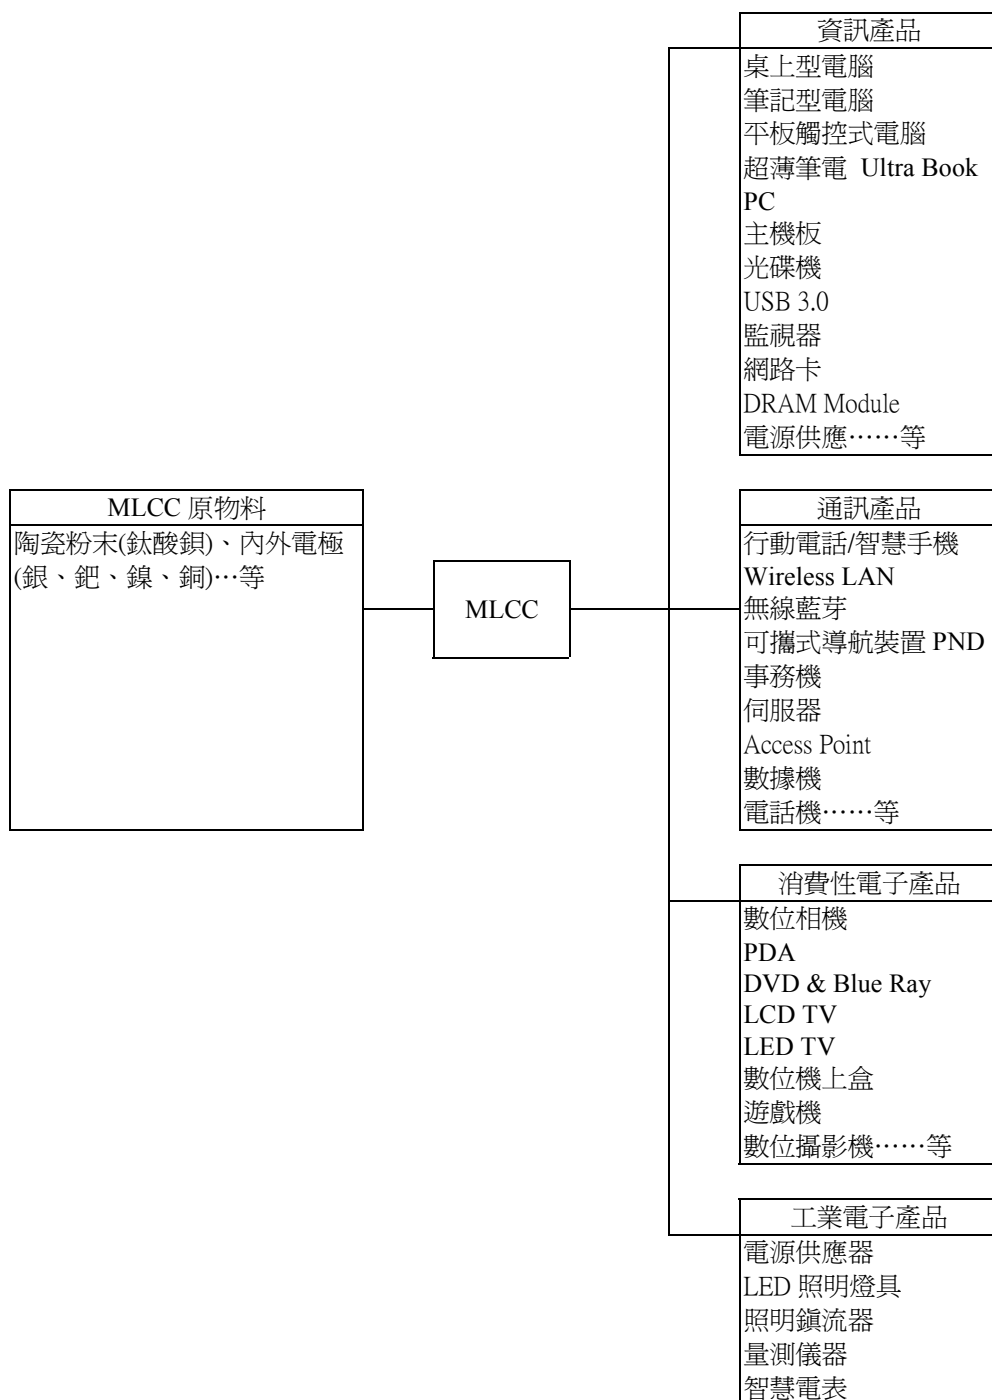 MLCC 原物料
陶瓷粉末(鈦酸鋇)、內外電極
(銀、鈀、鎳、銅)…等
MLCC
資訊產品
桌上型電腦
筆記型電腦
平板觸控式電腦
超薄筆電 Ultra Book
PC
主機板
光碟機
USB 3.0
監視器
網路卡
DRAM Module
電源供應……等
通訊產品
行動電話/智慧手機
Wireless LAN
無線藍芽
可攜式導航裝置 PND
事務機
伺服器
Access Point
數據機
電話機……等
消費性電子產品
數位相機
PDA
DVD & Blue Ray
LCD TV
LED TV
數位機上盒
遊戲機
數位攝影機……等
工業電子產品
電源供應器
LED 照明燈具
照明鎮流器
量測儀器
智慧電表